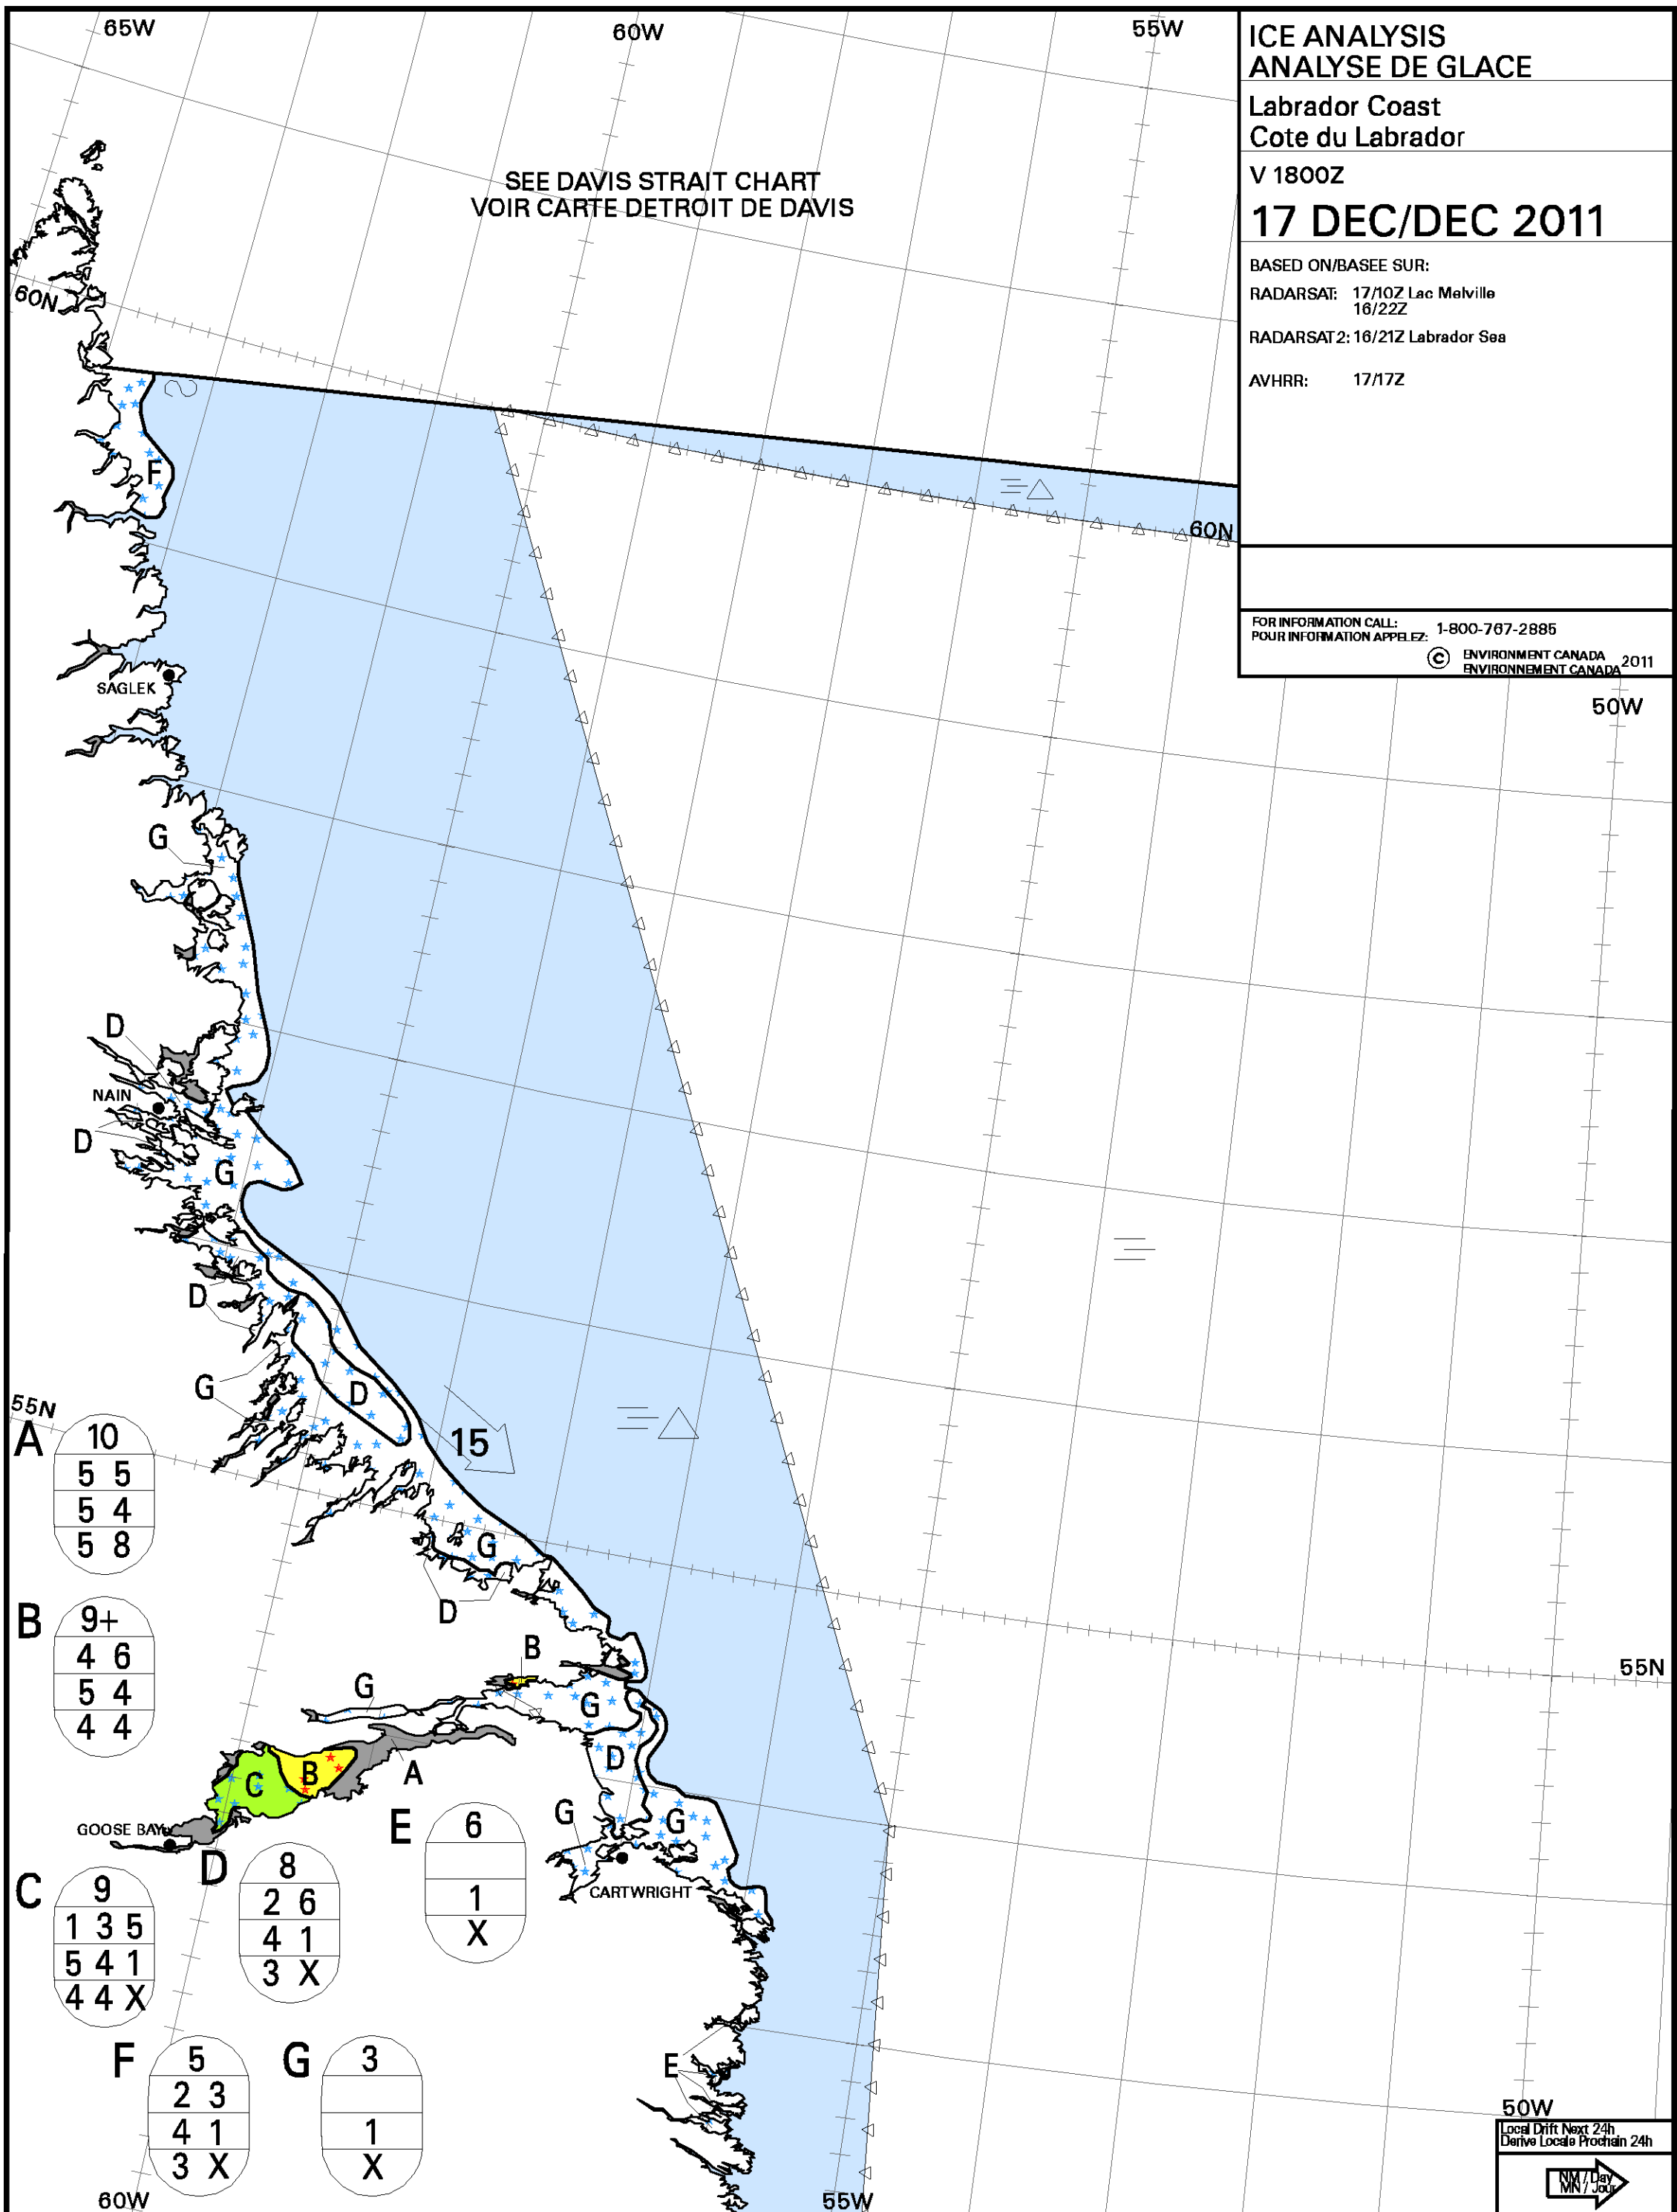 65W
60W
55W
ICE ANALYSIS
ANALYSE DE GLACE
Labrador Coast
Cote du Labrador
V 1800Z
17 DEC/DEC 2011
BASED ON/BASEE SUR:
RADARSAT: 17/10Z Lac Melville
16/22Z
RADARSAT2: 16/21Z Labrador Sea
AVHRR: 17/17Z
FOR INFORMATION CALL:
POUR INFORMATION APPELEZ: 1-800-767-2885
© ENVIRONMENT CANADA
ENVIRONNEMENT CANADA 2011
SEE DAVIS STRAIT CHART
VOIR CARTE DETROIT DE DAVIS
60N
F
60N
SAGLEK
50W
G
D
NAIN
D
G
D
G
D
15
55N
G
D
B
G
G
55N
D
C
B
A
G
G
GOOSE BAY
CARTWRIGHT
E
A
10
5 5
5 4
5 8
B
9+
4 6
5 4
4 4
C
9
1 3 5
5 4 1
4 4 X
D
8
2 6
4 1
3 X
E
6
1
X
F
5
2 3
4 1
3 X
G
3
1
X
60W
55W
50W
Local Drift Next 24h
Derive Locale Prochain 24h
NM / Day
MN / Jour